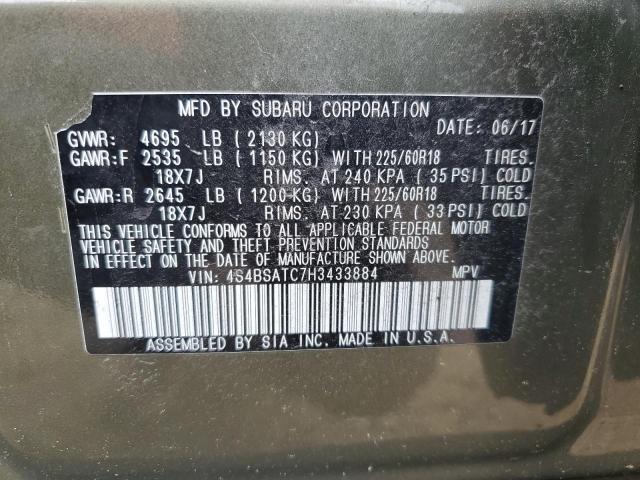 MFD BY SUBARU CORPORATION
DATE: 06/17
GVWR: 4695 LB ( 2130 KG)
GAWR:F 2535 LB ( 1150 KG) WITH 225/60R18 TIRES.
18X7J RIMS. AT 240 KPA ( 35 PSI) COLD
GAWR:R 2645 LB ( 1200 KG) WITH 225/60R18 TIRES.
18X7J RIMS. AT 230 KPA ( 33 PSI) COLD
THIS VEHICLE CONFORMS TO ALL APPLICABLE FEDERAL MOTOR
VEHICLE SAFETY AND THEFT PREVENTION STANDARDS
IN EFFECT ON THE DATE OF MANUFACTURE SHOWN ABOVE.
VIN: 4S4BSATC7H3433884 MPV
ASSEMBLED BY SIA INC. MADE IN U.S.A.